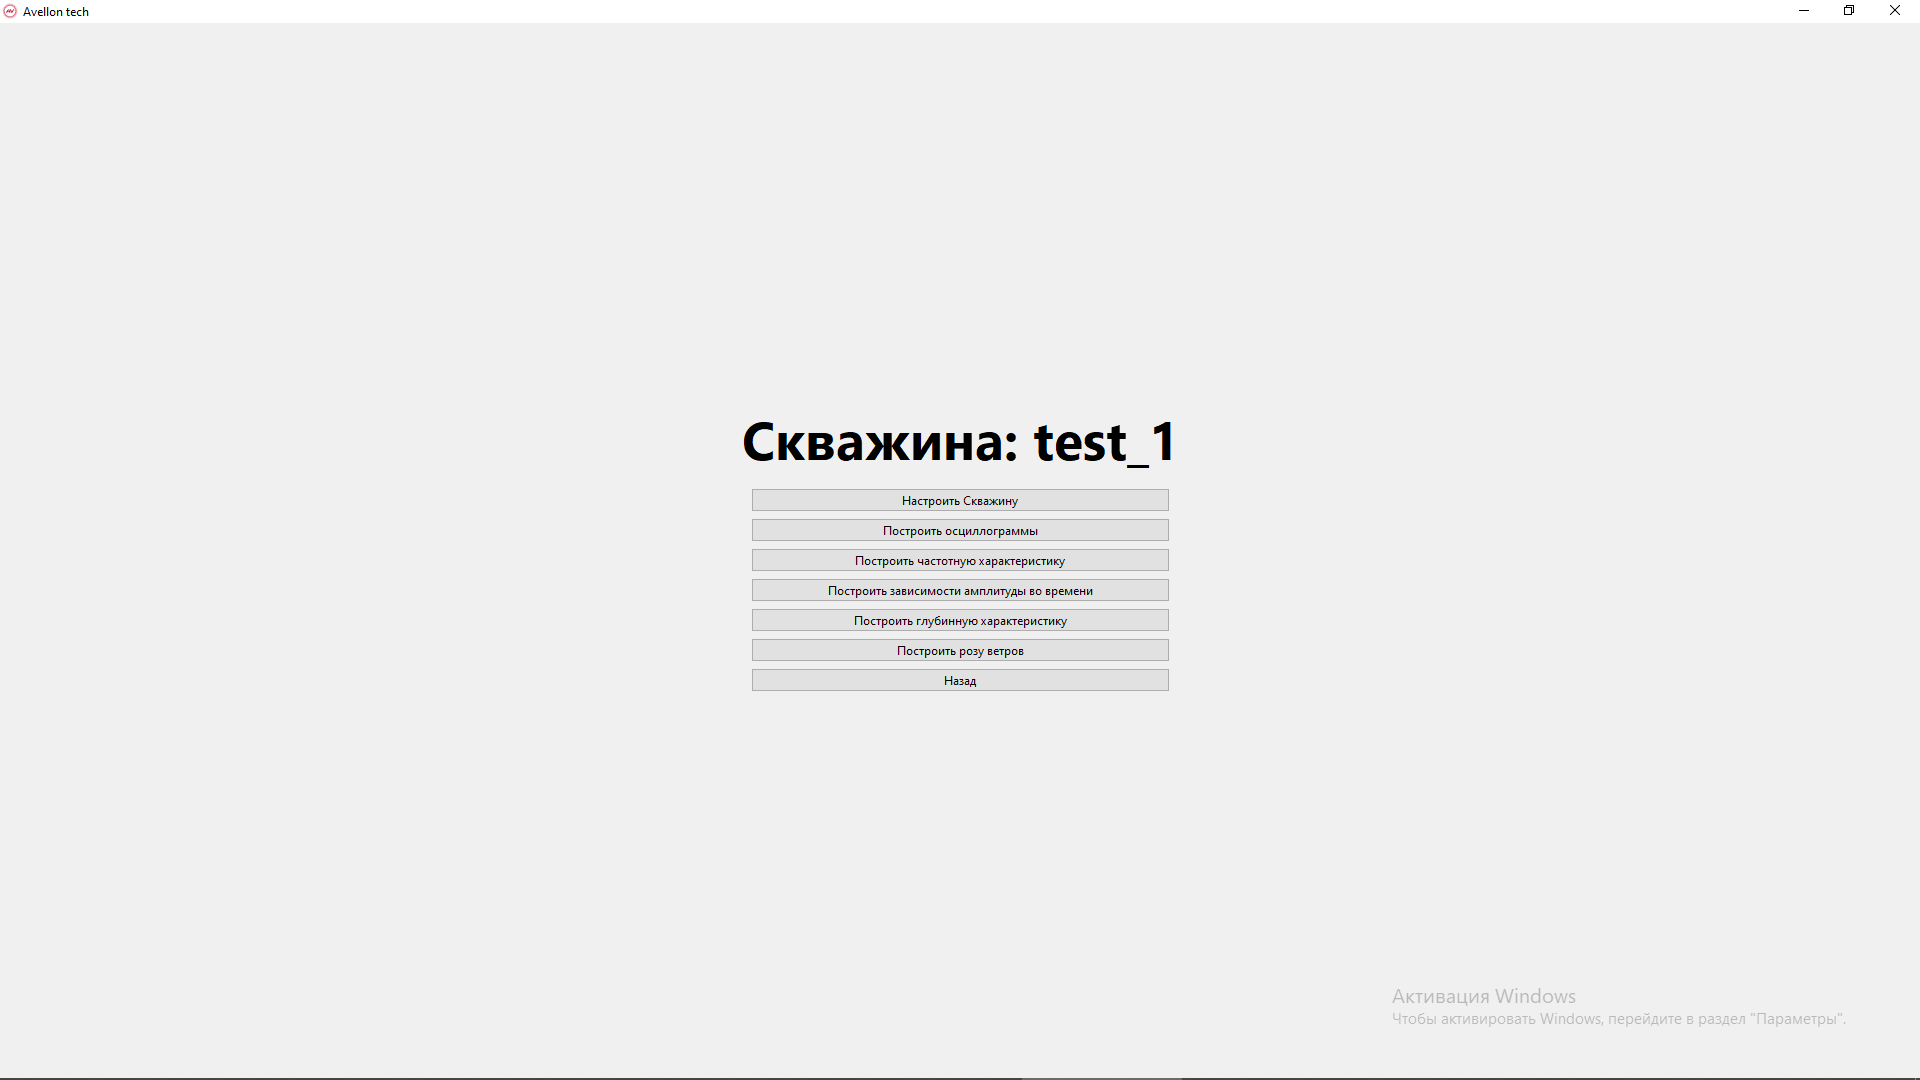 Avellon tech
Скважина: test_1
Настроить Скважину
Построить осциллограммы
Построить частотную характеристику
Построить зависимости амплитуды во времени
Построить глубинную характеристику
Построить розу ветров
Назад
Активация Windows
Чтобы активировать Windows, перейдите в раздел "Параметры".